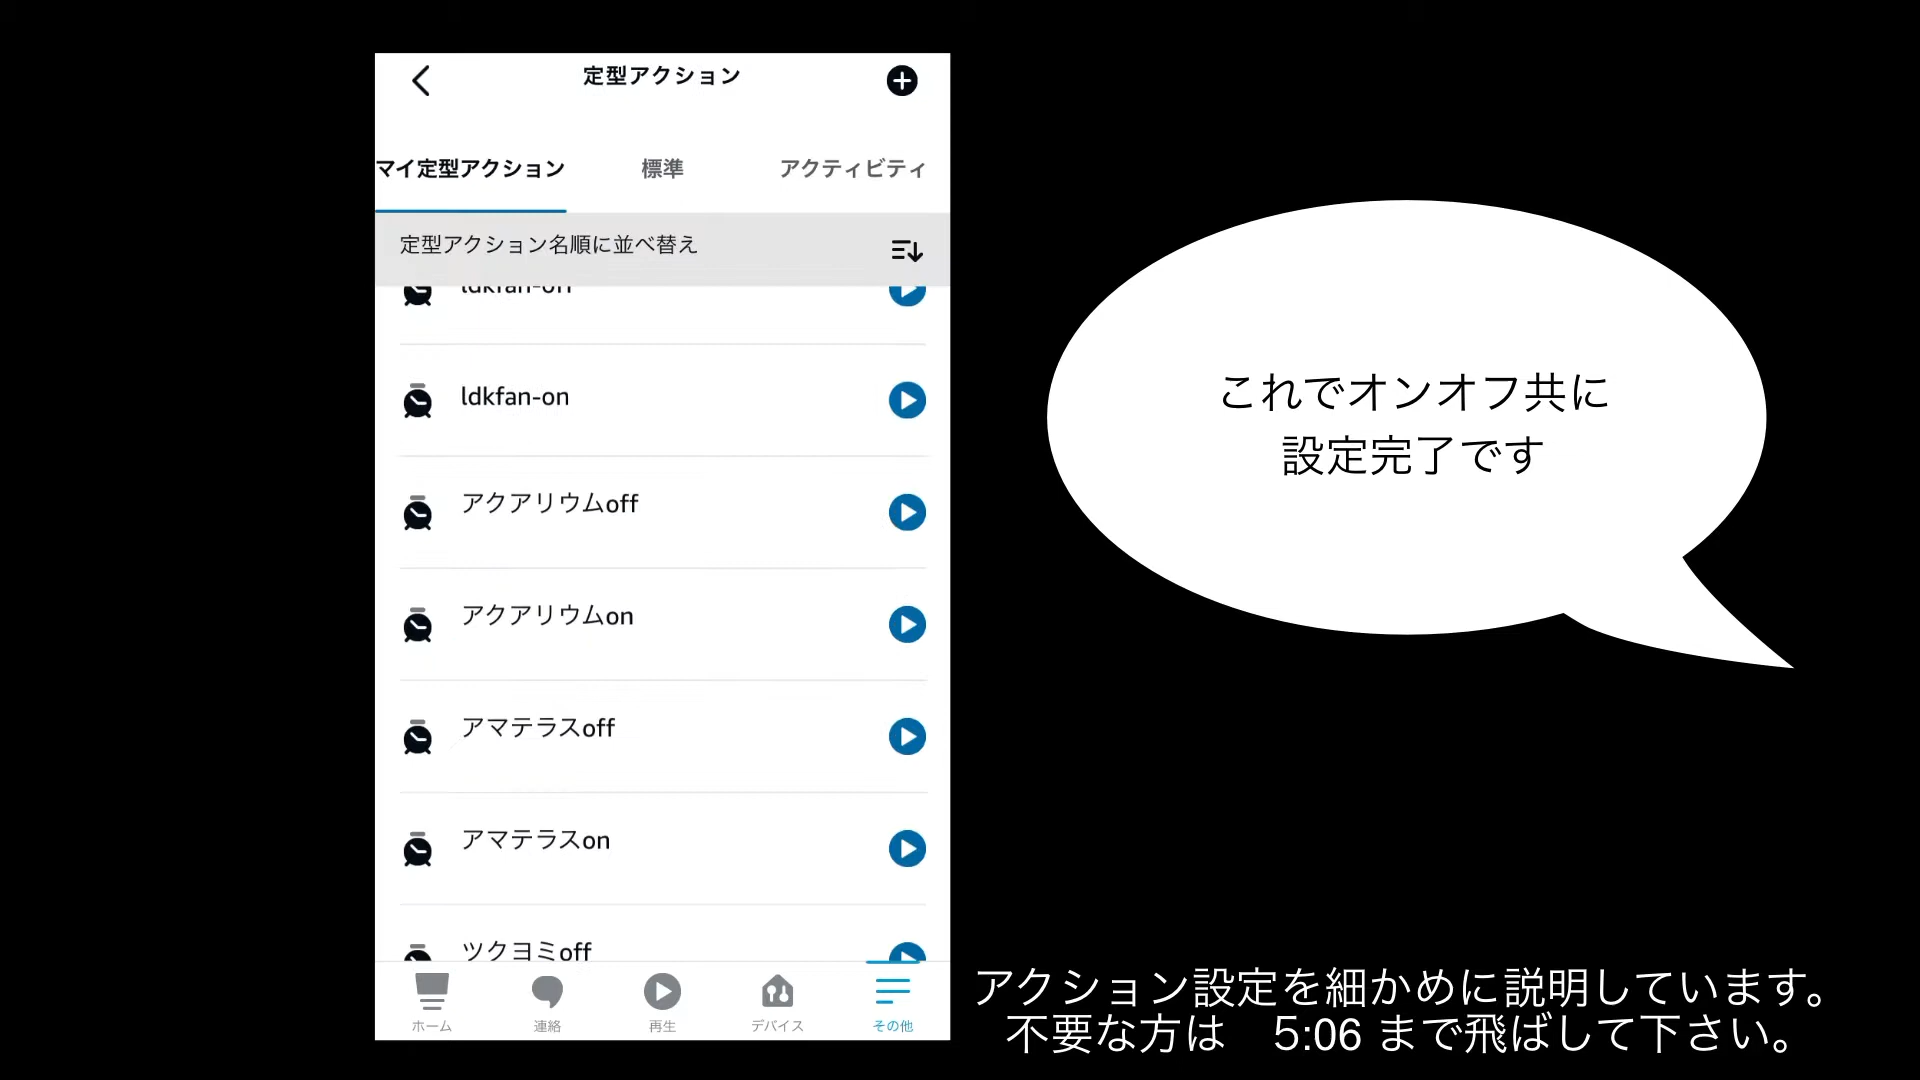 定型アクション
マイ定型アクション 標準 アクティビティ
定型アクション名順に並べ替え
ldkfan-off
ldkfan-on
アクアリウムoff
アクアリウムon
アマテラスoff
アマテラスon
ツクヨミoff
ホーム 連絡 再生 デバイス その他
これでオンオフ共に
設定完了です
アクション設定を細かめに説明しています。
不要な方は 5:06 まで飛ばして下さい。